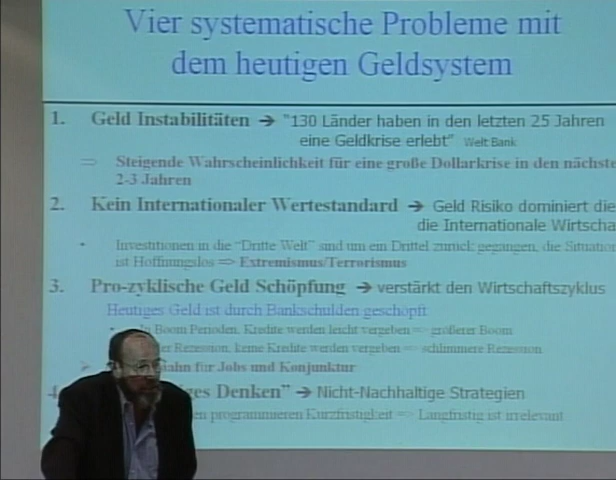 Vier systematische Probleme mit
dem heutigen Geldsystem
1. Geld Instabilitäten → "130 Länder haben in den letzten 25 Jahren
eine Geldkrise erlebt" Welt Bank
⇒ Steigende Wahrscheinlichkeit für eine große Dollarkrise in den
2-3 Jahren
2. Kein Internationaler Wertestandard → Geld Risiko dominiert die
die Internationale
• Investitionen in die "Dritte Welt" sind um ein Drittel zurück gegangen, die
ist Hoffnungslos => Extremismus/Terrorismus
3. Pro-zyklische Geld Schöpfung → verstärkt den Wirtschaftszyklus
Heutiges Geld ist durch Bankschulden geschöpft
• In Boom Perioden, Kredite werden leicht vergeben => größerer Boom
Rezession, keine Kredite werden vergeben => schlimmere Rezession
für Jobs und Konjunktur
4. Denken" → Nicht-Nachhaltige Strategien
programmieren Kurzfristigkeit => Langfristig ist irrelevant